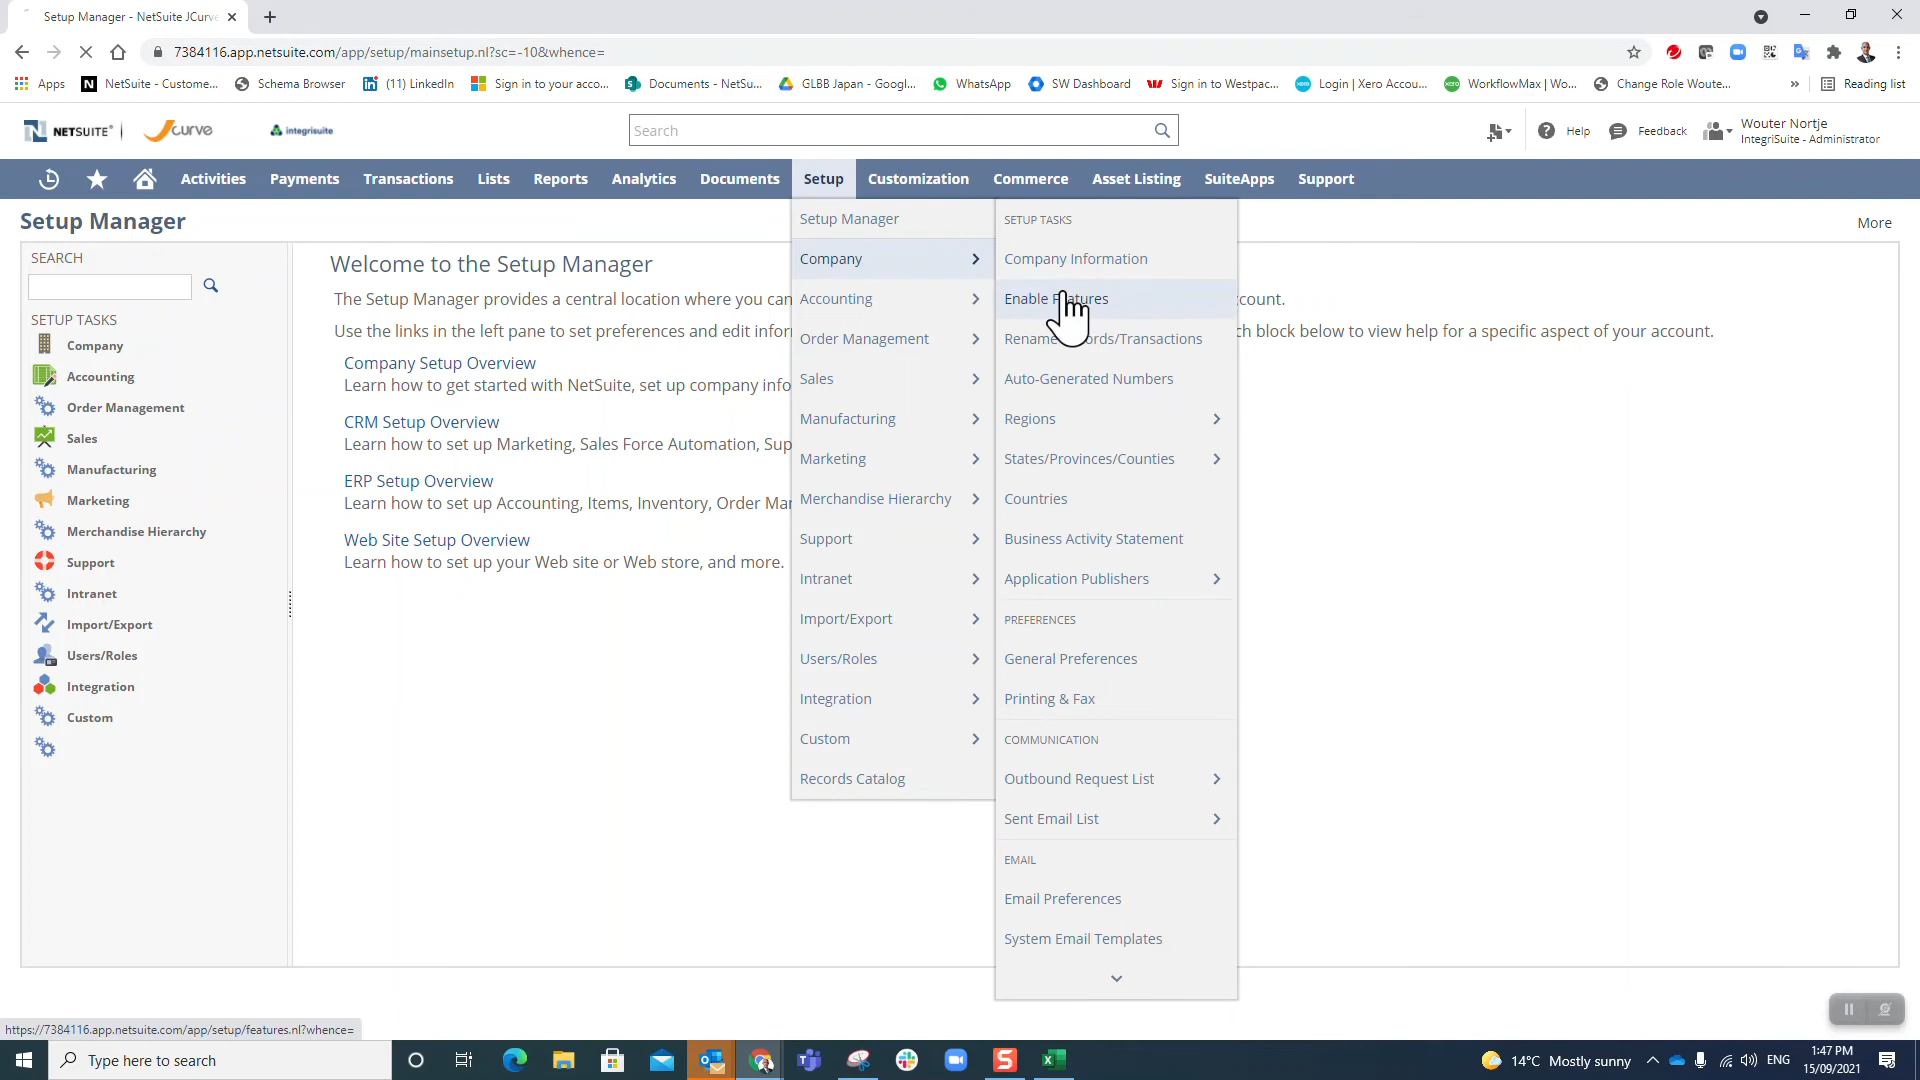 Setup Manager - NetSuite JCurve
7384116.app.netsuite.com/app/setup/mainsetup.nl?sc=-10&whence=
Apps
NetSuite - Custome...
Schema Browser
(11) LinkedIn
Sign in to your acco...
Documents - NetSu...
GLBB Japan - Googl...
WhatsApp
SW Dashboard
Sign in to Westpac...
Login | Xero Accou...
WorkflowMax | Wo...
Change Role Woute...
»
Reading list
NETSUITE
Jcurve
integrisuite
Search
Help
Feedback
Wouter Nortje
IntegriSuite - Administrator
Activities
Payments
Transactions
Lists
Reports
Analytics
Documents
Setup
Customization
Commerce
Asset Listing
SuiteApps
Support
Setup Manager
More
SEARCH
SETUP TASKS
Company
Accounting
Order Management
Sales
Manufacturing
Marketing
Merchandise Hierarchy
Support
Intranet
Import/Export
Users/Roles
Integration
Custom
Welcome to the Setup Manager
The Setup Manager provides a central location where you can
count.
Use the links in the left pane to set preferences and edit infor
ch block below to view help for a specific aspect of your account.
Company Setup Overview
Learn how to get started with NetSuite, set up company info
CRM Setup Overview
Learn how to set up Marketing, Sales Force Automation, Sup
ERP Setup Overview
Learn how to set up Accounting, Items, Inventory, Order Mar
Web Site Setup Overview
Learn how to set up your Web site or Web store, and more.
Setup Manager
Company
Accounting
Order Management
Sales
Manufacturing
Marketing
Merchandise Hierarchy
Support
Intranet
Import/Export
Users/Roles
Integration
Custom
Records Catalog
SETUP TASKS
Company Information
Enable Features
Rename Records/Transactions
Auto-Generated Numbers
Regions
States/Provinces/Counties
Countries
Business Activity Statement
Application Publishers
PREFERENCES
General Preferences
Printing & Fax
COMMUNICATION
Outbound Request List
Sent Email List
EMAIL
Email Preferences
System Email Templates
https://7384116.app.netsuite.com/app/setup/features.nl?whence=
Type here to search
14°C Mostly sunny
ENG
1:47 PM
15/09/2021